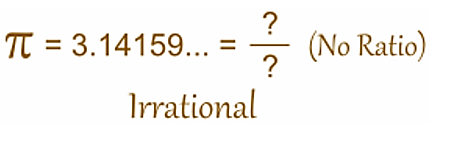 π = 3.14159... = ?/? (No Ratio)
Irrational